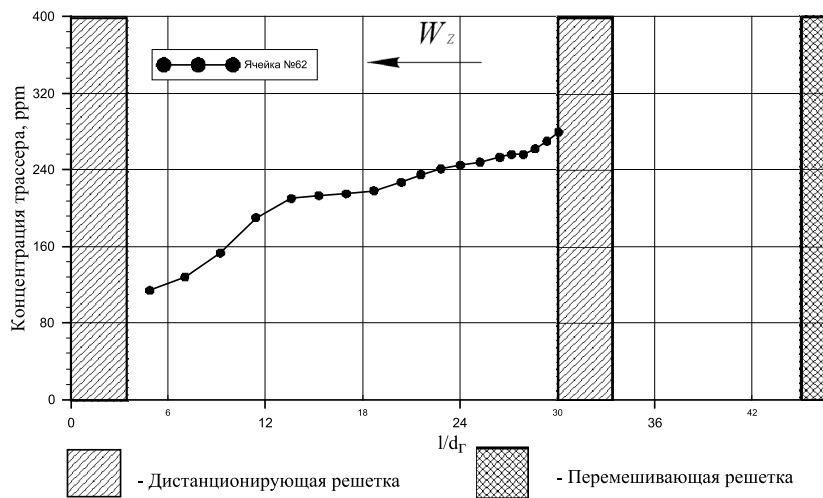 400
320
240
160
80
0
Концентрация трассера, ppm
Ячейка №62
W_Z
0 6 12 18 24 30 36 42
l/d_Г
- Дистанционирующая решетка
- Перемешивающая решетка